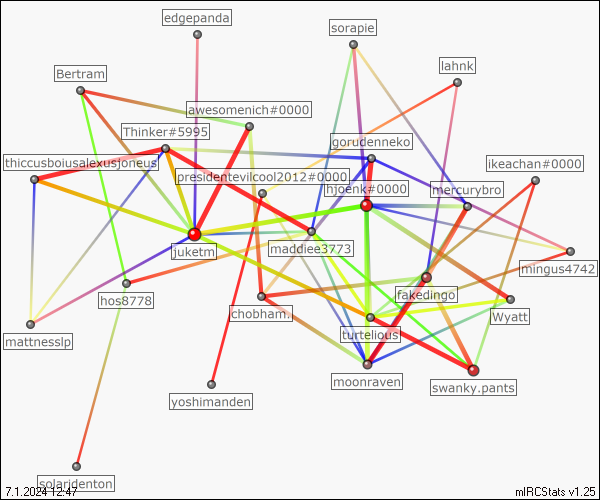 edgepanda
sorapie
lahnk
Bertram
awesomenich#0000
Thinker#5995
gorudenneko
thiccusboiusalexusjoneus
ikeachan#0000
presidentevilcool2012#0000
hjoenk#0000
mercurybro
juketm
maddiee3773
mingus4742
hos8778
fakedingo
chobham.
Wyatt
mattnesslp
turtelious
moonraven
swanky.pants
yoshimanden
solaridenton
7.1.2024 12:47
mIRCStats v1.25